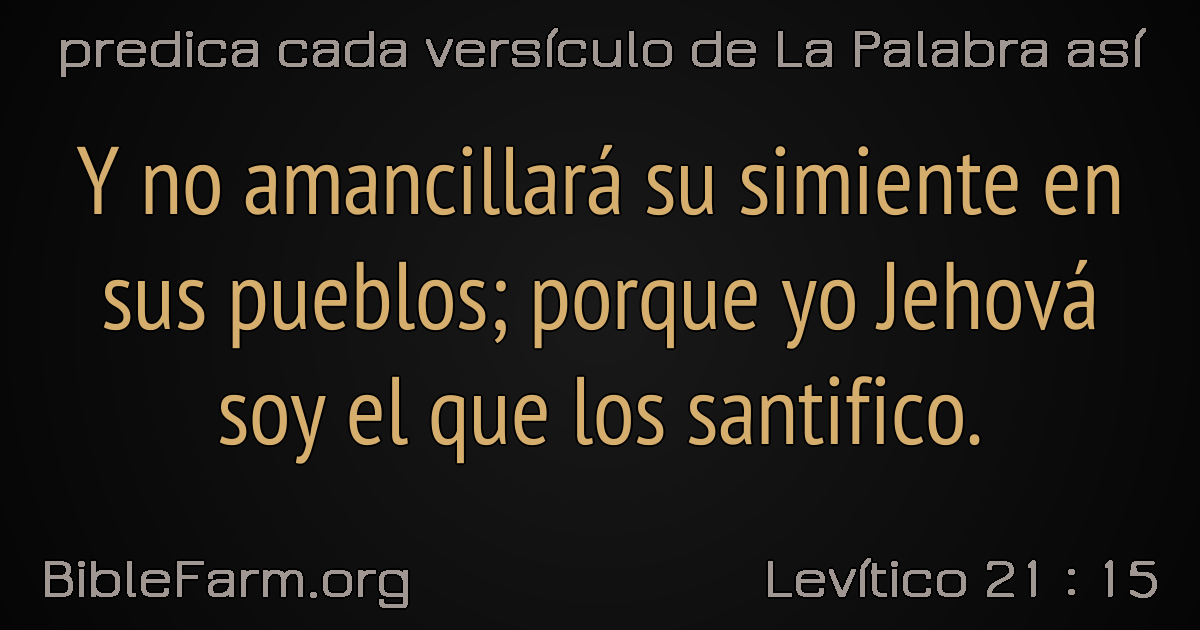 predica cada versículo de La Palabra así
Y no amancillará su simiente en
sus pueblos; porque yo Jehová
soy el que los santifico.
BibleFarm.org
Levítico 21 : 15